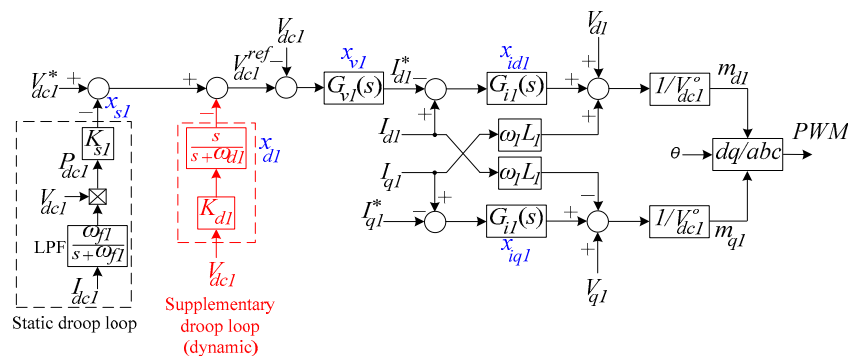 V*dc1
+
−
xs1
Ks1
Pdc1
Vdc1
LPF
ωf1
s+ωf1
Idc1
Static droop loop
+
−
s
s+ωd1
xd1
Kd1
Vdc1
Supplementary
droop loop
(dynamic)
Vdc1
V^ref dc1
−
+
xv1
Gv1(s)
I*d1
−
+
xid1
Gi1(s)
Vd1
+
+
+
1/V°dc1
md1
Id1
ω1L1
Iq1
ω1L1
θ
dq/abc
PWM
I*q1
+
−
Gi1(s)
xiq1
−
+
+
Vq1
1/V°dc1
mq1